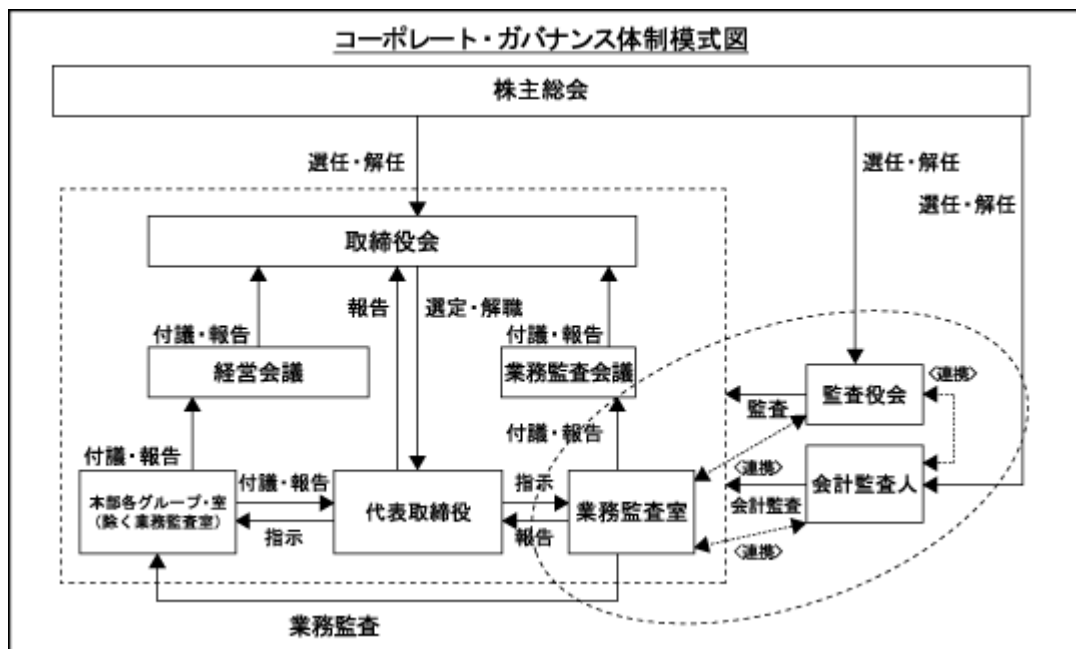 コーポレート・ガバナンス体制模式図
株主総会
選任・解任
選任・解任
選任・解任
取締役会
報告
選定・解職
付議・報告
付議・報告
経営会議
業務監査会議
監査役会
〈連携〉
監査
付議・報告
付議・報告
本部各グループ・室
(除く業務監査室)
付議・報告
指示
代表取締役
指示
報告
業務監査室
〈連携〉
会計監査
会計監査人
〈連携〉
業務監査